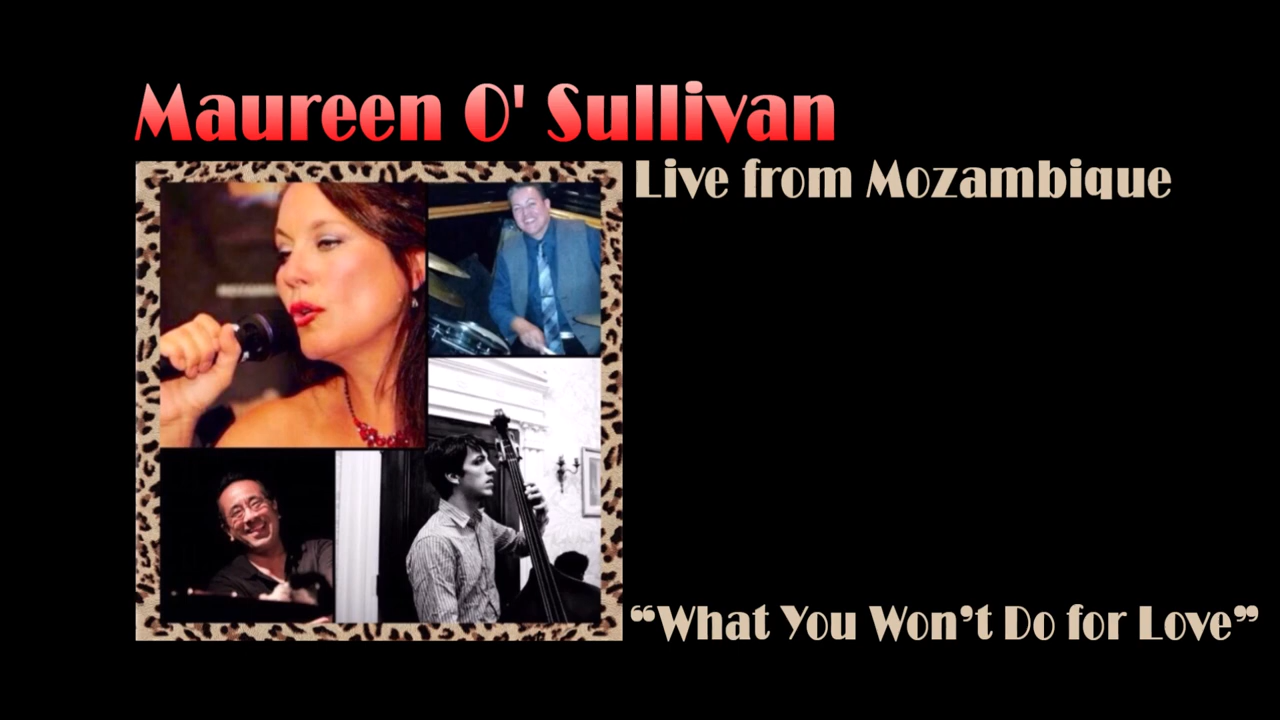 Maureen O' Sullivan
Live from Mozambique
“What You Won’t Do for Love”